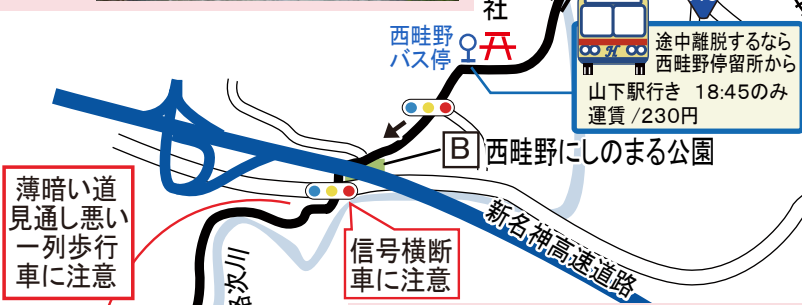 社
西畦野
バス停
途中離脱するなら
西畦野停留所から
山下駅行き 18:45のみ
運賃/230円
B 西畦野にしのまる公園
薄暗い道
見通し悪い
一列歩行
車に注意
信号横断
車に注意
新名神高速道路
次川